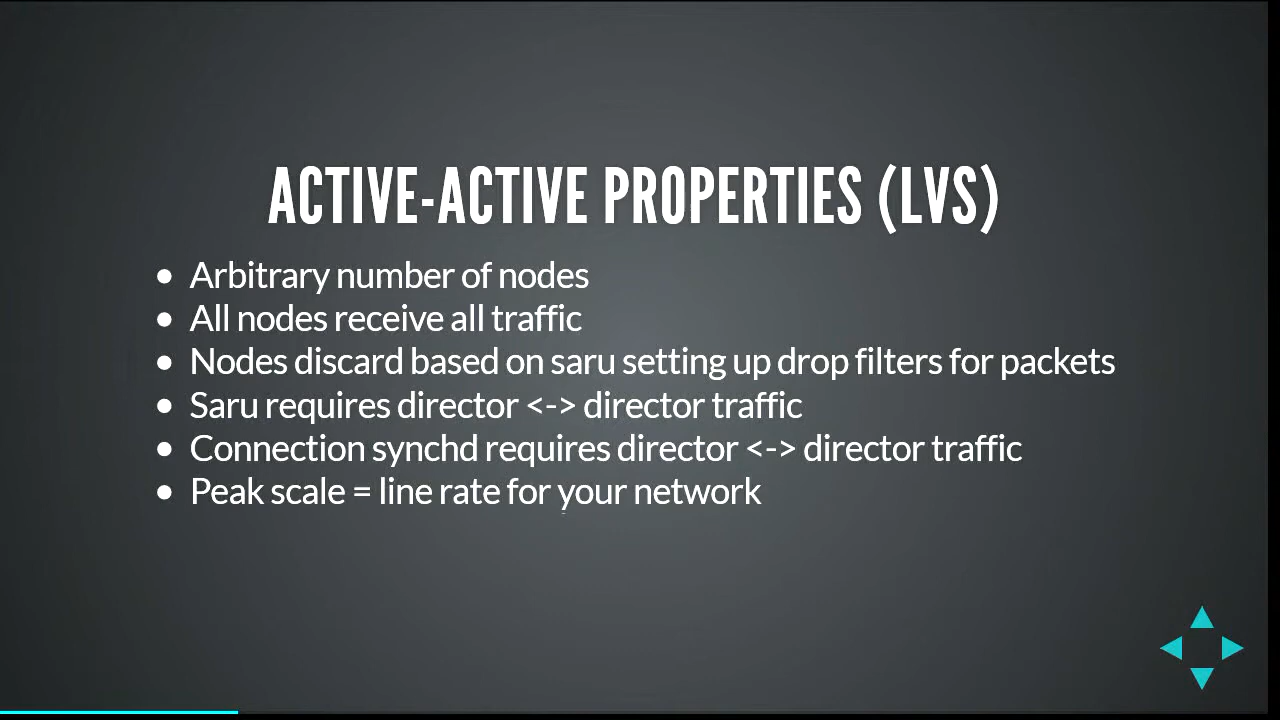 ACTIVE-ACTIVE PROPERTIES (LVS)
Arbitrary number of nodes
All nodes receive all traffic
Nodes discard based on saru setting up drop filters for packets
Saru requires director <-> director traffic
Connection synchd requires director <-> director traffic
Peak scale = line rate for your network